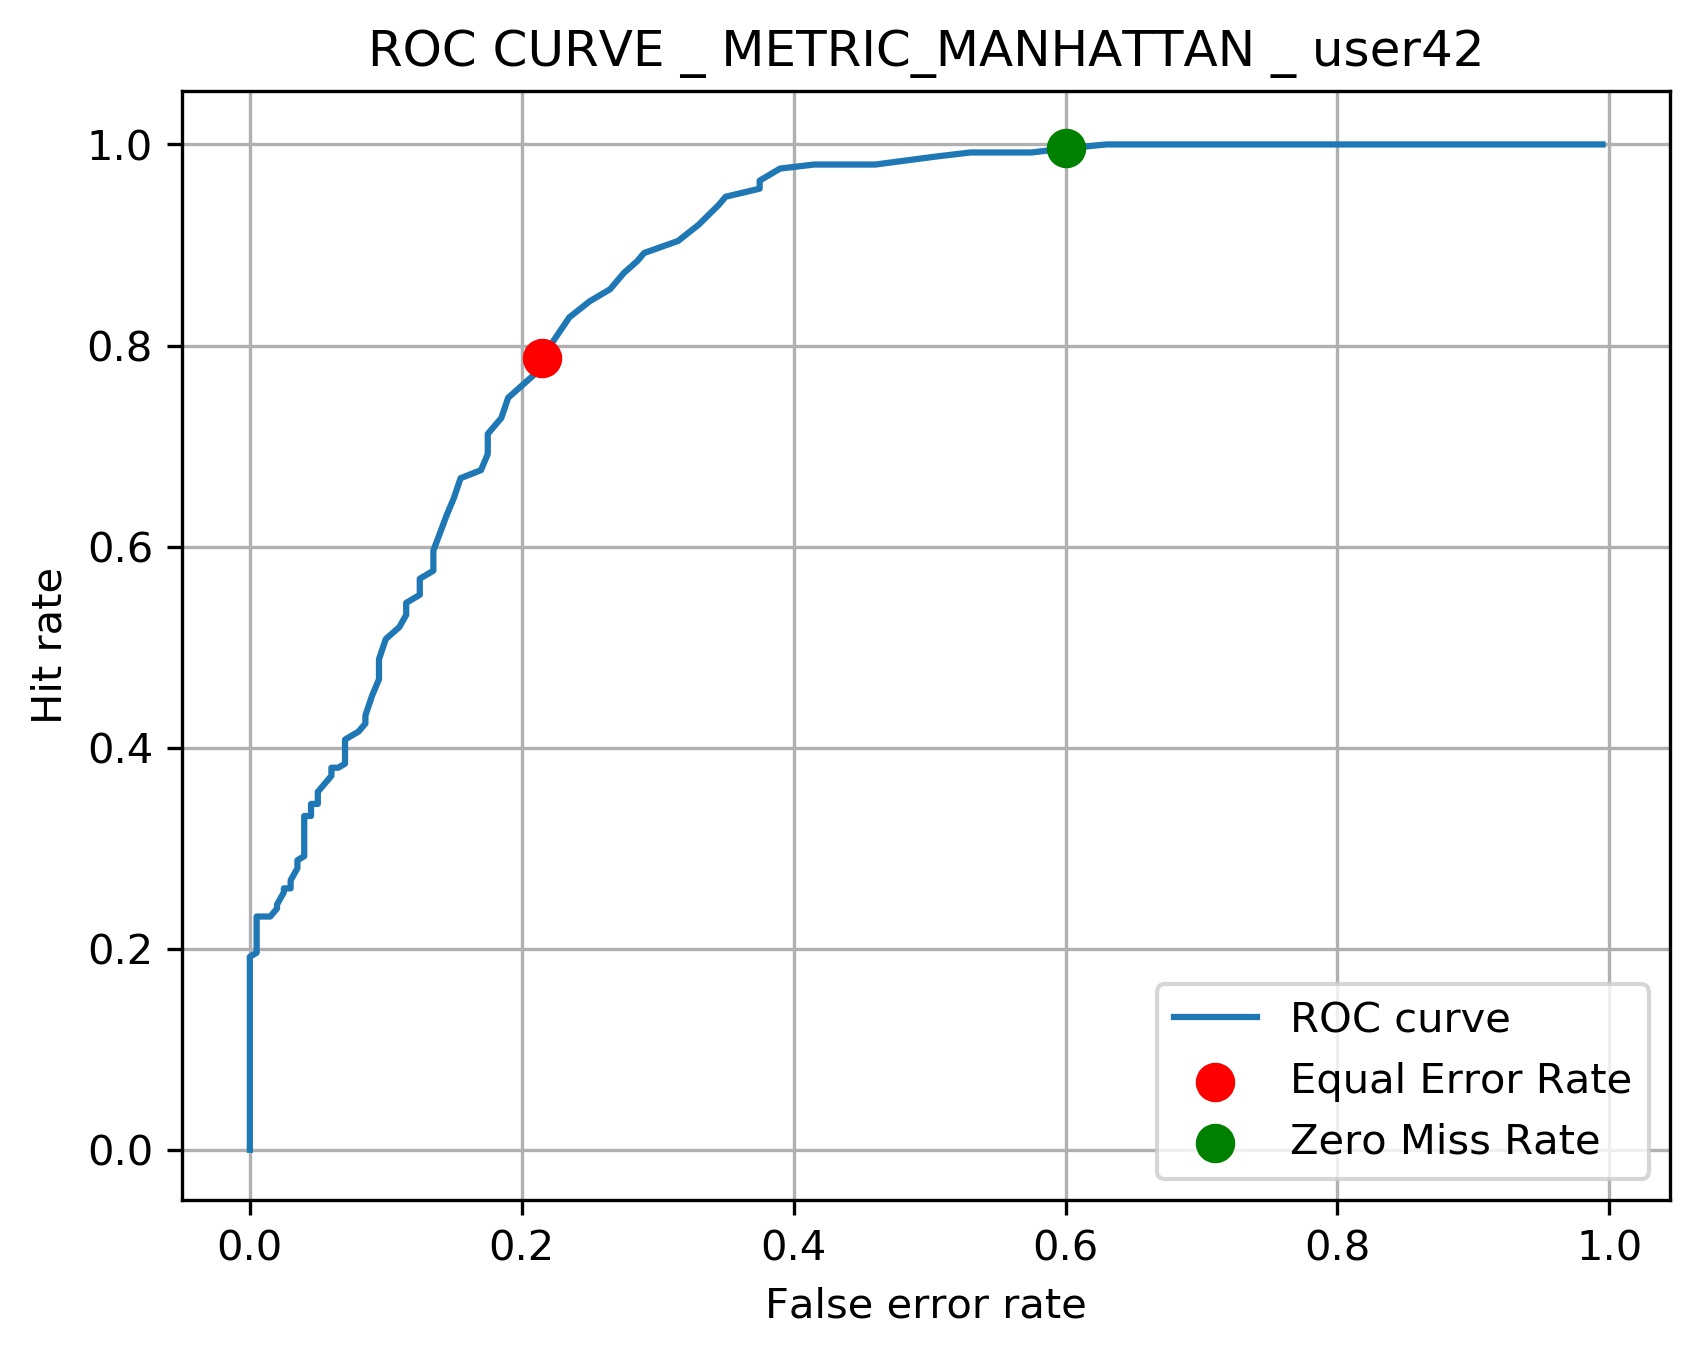 ROC CURVE _ METRIC_MANHATTAN _ user42
1.0
0.8
0.6
0.4
0.2
0.0
Hit rate
ROC curve
Equal Error Rate
Zero Miss Rate
0.0 0.2 0.4 0.6 0.8 1.0
False error rate